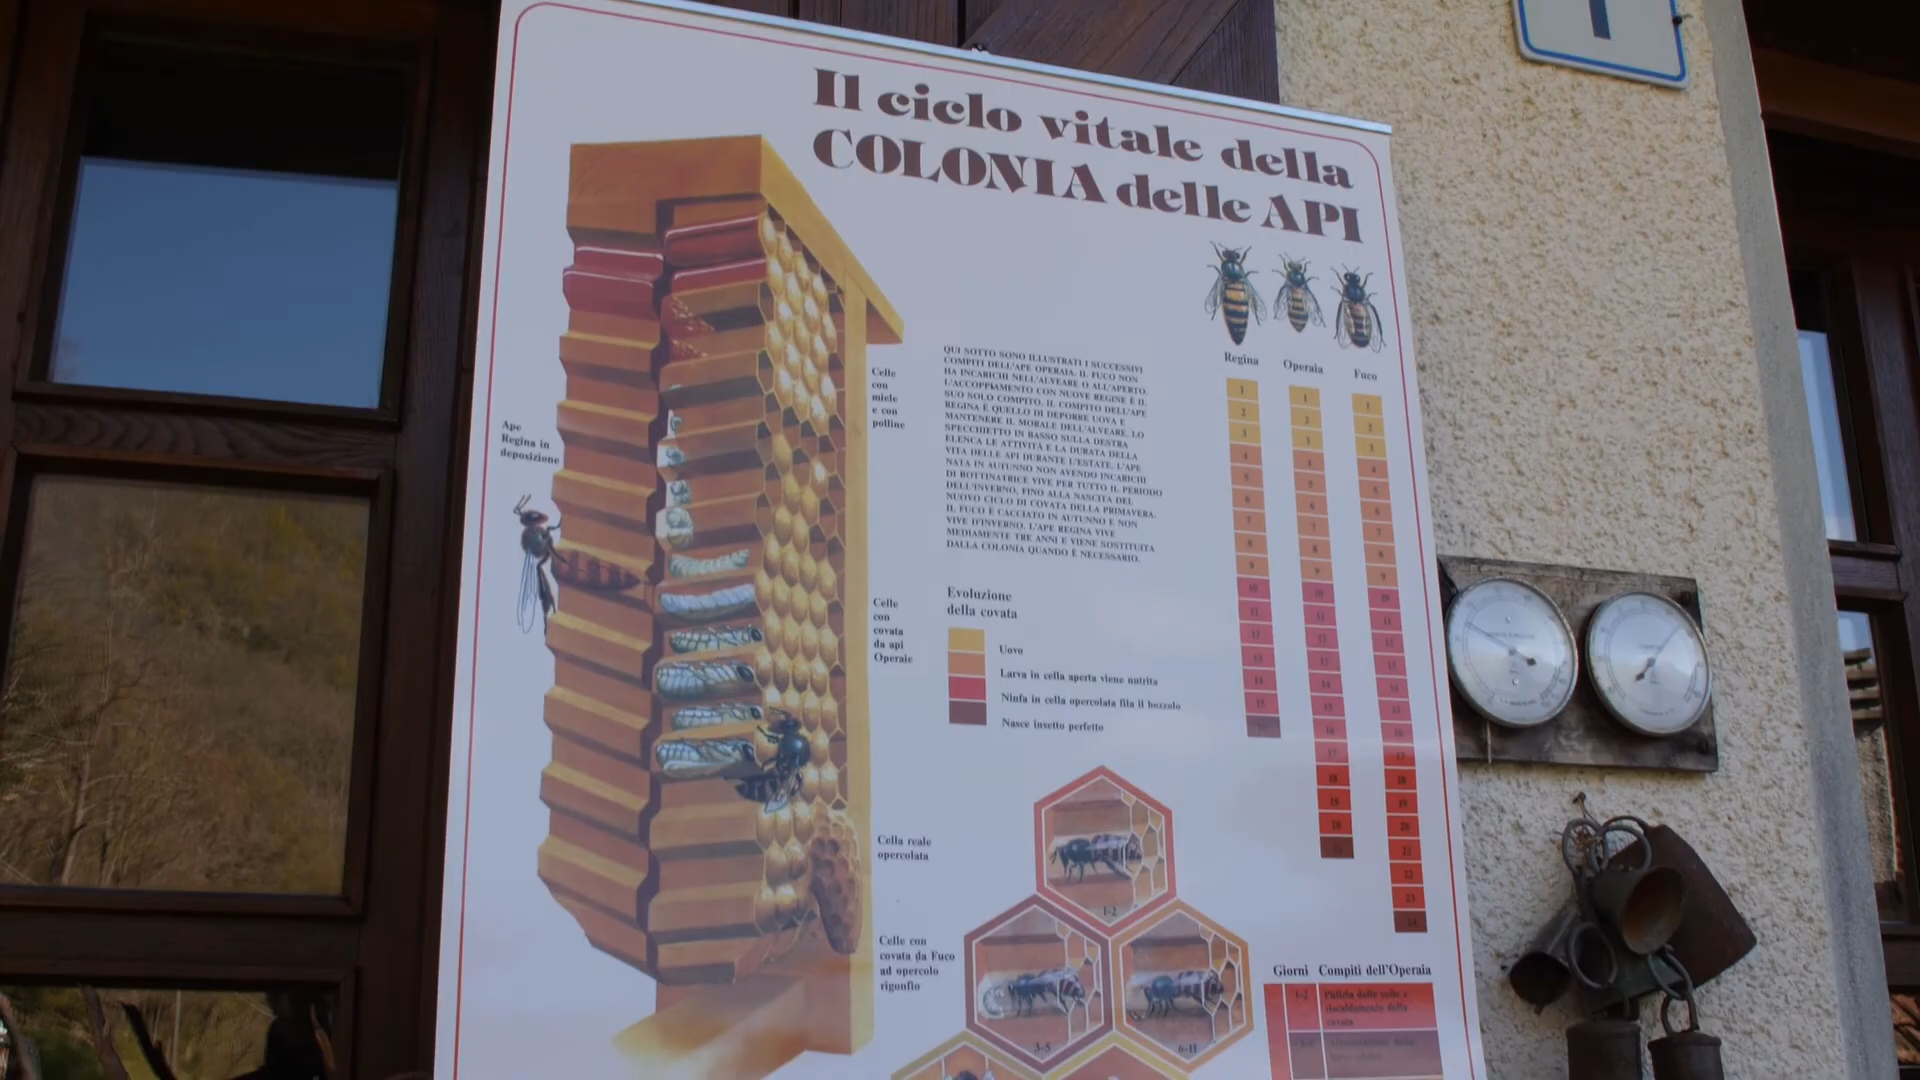 Il ciclo vitale della
COLONIA delle API
Regina
Operaia
Fuco
Ape
Regina in
deposizione
Celle
con
miele
e con
polline
QUI SOTTO SONO ILLUSTRATI I SUCCESSIVI
COMPITI DELL'APE OPERAIA. IL FUCO NON
HA INCARICHI NELL'ALVEARE O ALL'APERTO.
L'ACCOPPIAMENTO CON NUOVE REGINE È IL
SUO SOLO COMPITO. IL COMPITO DELL'APE
REGINA È QUELLO DI DEPORRE UOVA E
MANTENERE IL MORALE DELL'ALVEARE. LO
SPECCHIETTO IN BASSO SULLA DESTRA
ELENCA LE ATTIVITÀ E LA DURATA DELLA
VITA DELLE API DURANTE L'ESTATE. L'APE
NATA IN AUTUNNO NON AVENDO INCARICHI
DI BOTTINATRICE VIVE PER TUTTO IL PERIODO
DELL'INVERNO, FINO ALLA NASCITA DEL
NUOVO CICLO DI COVATA DELLA PRIMAVERA.
IL FUCO È CACCIATO IN AUTUNNO E NON
VIVE D'INVERNO. L'APE REGINA VIVE
MEDIAMENTE TRE ANNI E VIENE SOSTITUITA
DALLA COLONIA QUANDO È NECESSARIO.
Celle
con
covata
da api
Operaie
Evoluzione
della covata
Uovo
Larva in cella aperta viene nutrita
Ninfa in cella opercolata fila il bozzolo
Nasce insetto perfetto
Cella reale
opercolata
Celle con
covata da Fuco
ad opercolo
rigonfio
1-2
3-5
6-11
Giorni Compiti dell'Operaia
1-2 Pulizia delle celle e
riscaldamento della
covata